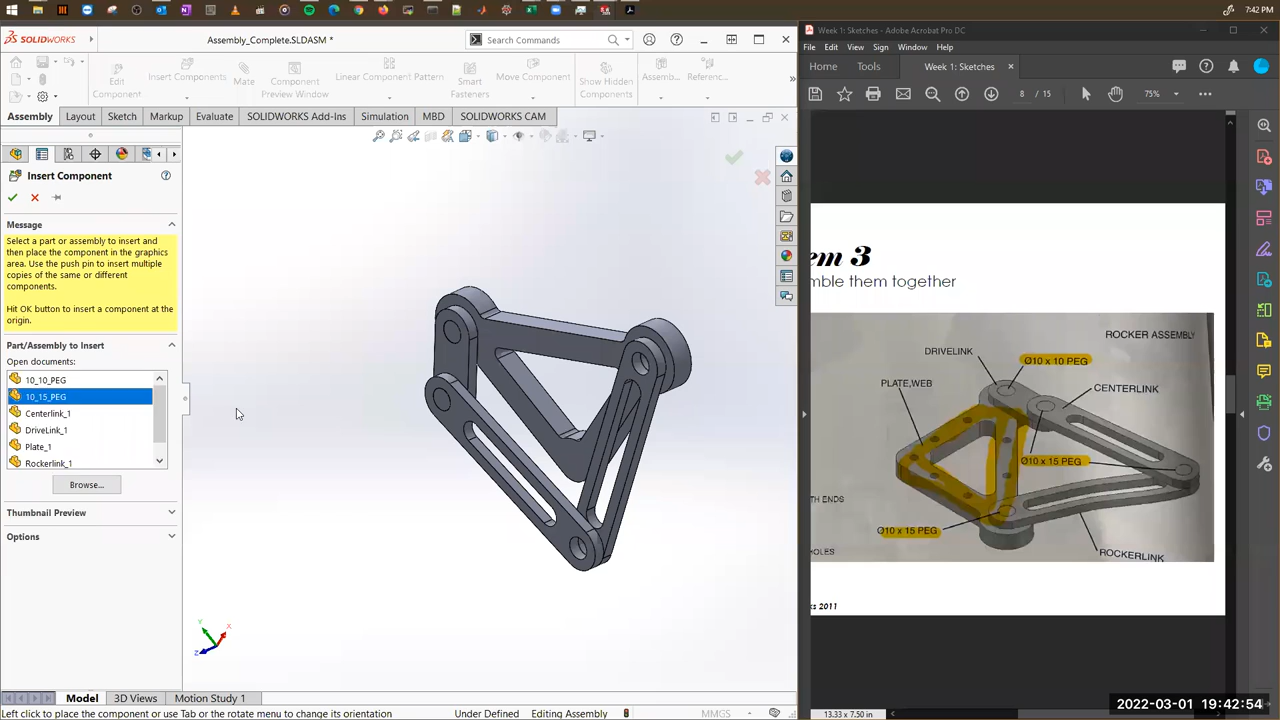 7:42 PM
SOLIDWORKS
Assembly_Complete.SLDASM *
Search Commands
Edit Component
Insert Components
Mate
Component Preview Window
Linear Component Pattern
Smart Fasteners
Move Component
Show Hidden Components
Assemb...
Referenc...
Assembly
Layout
Sketch
Markup
Evaluate
SOLIDWORKS Add-Ins
Simulation
MBD
SOLIDWORKS CAM
Insert Component
Message
Select a part or assembly to insert and
then place the component in the graphics
area. Use the push pin to insert multiple
copies of the same or different
components.
Hit OK button to insert a component at the
origin.
Part/Assembly to Insert
Open documents:
10_10_PEG
10_15_PEG
Centerlink_1
DriveLink_1
Plate_1
Rockerlink_1
Browse...
Thumbnail Preview
Options
Y
X
Z
Model
3D Views
Motion Study 1
Left click to place the component or use Tab or the rotate menu to change its orientation
Under Defined
Editing Assembly
MMGS
Week 1: Sketches - Adobe Acrobat Pro DC
File
Edit
View
Sign
Window
Help
Home
Tools
Week 1: Sketches
8 / 15
75%
em 3
mble them together
ROCKER ASSEMBLY
DRIVELINK
Ø10 x 10 PEG
PLATE,WEB
CENTERLINK
Ø10 x 15 PEG
TH ENDS
Ø10 x 15 PEG
HOLES
ROCKERLINK
ks 2011
13.33 x 7.50 in
2022-03-01 19:42:54